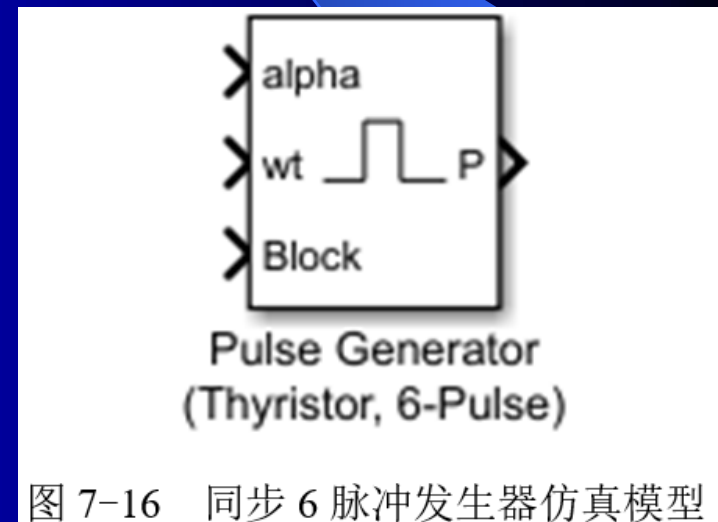 alpha
wt
P
Block
Pulse Generator
(Thyristor, 6-Pulse)
图 7-16 同步 6 脉冲发生器仿真模型